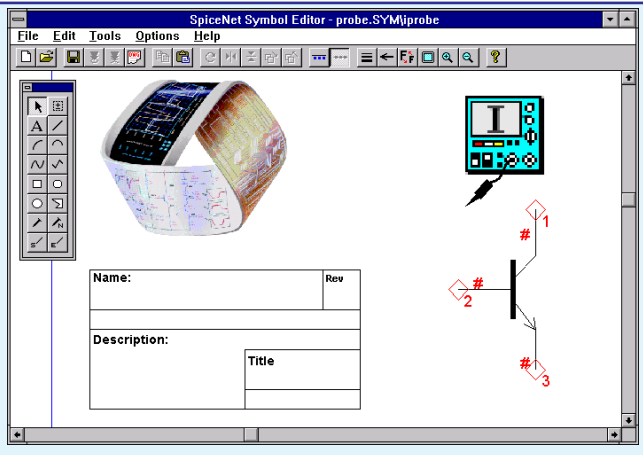 SpiceNet Symbol Editor - probe.SYM\iprobe
File Edit Tools Options Help
A
N
I
1
#
#
2
Name: Rev
Description:
Title
#
3